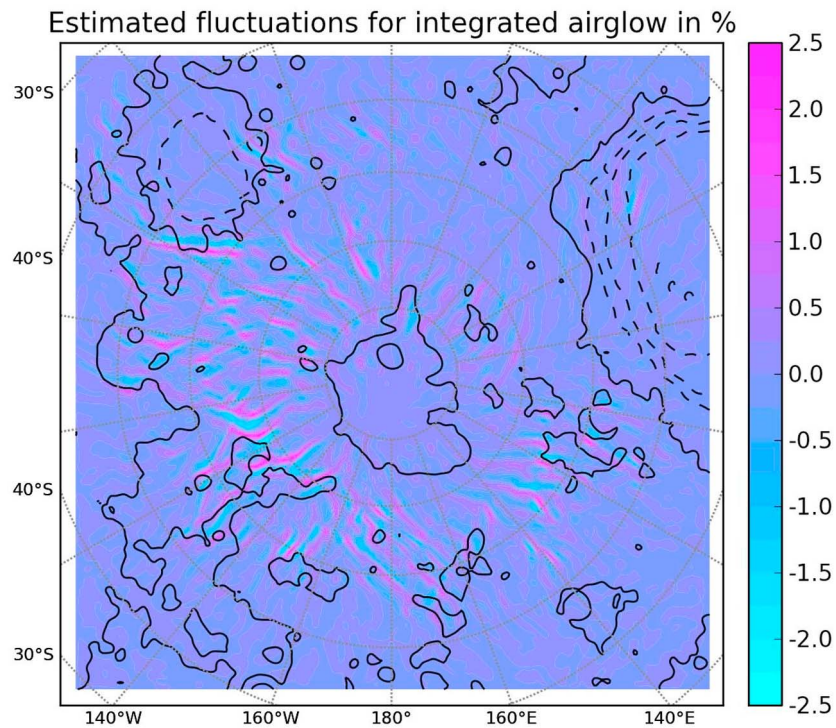 Estimated fluctuations for integrated airglow in %
30°S
40°S
40°S
30°S
140°W
160°W
180°
160°E
140°E
2.5
2.0
1.5
1.0
0.5
0.0
-0.5
-1.0
-1.5
-2.0
-2.5